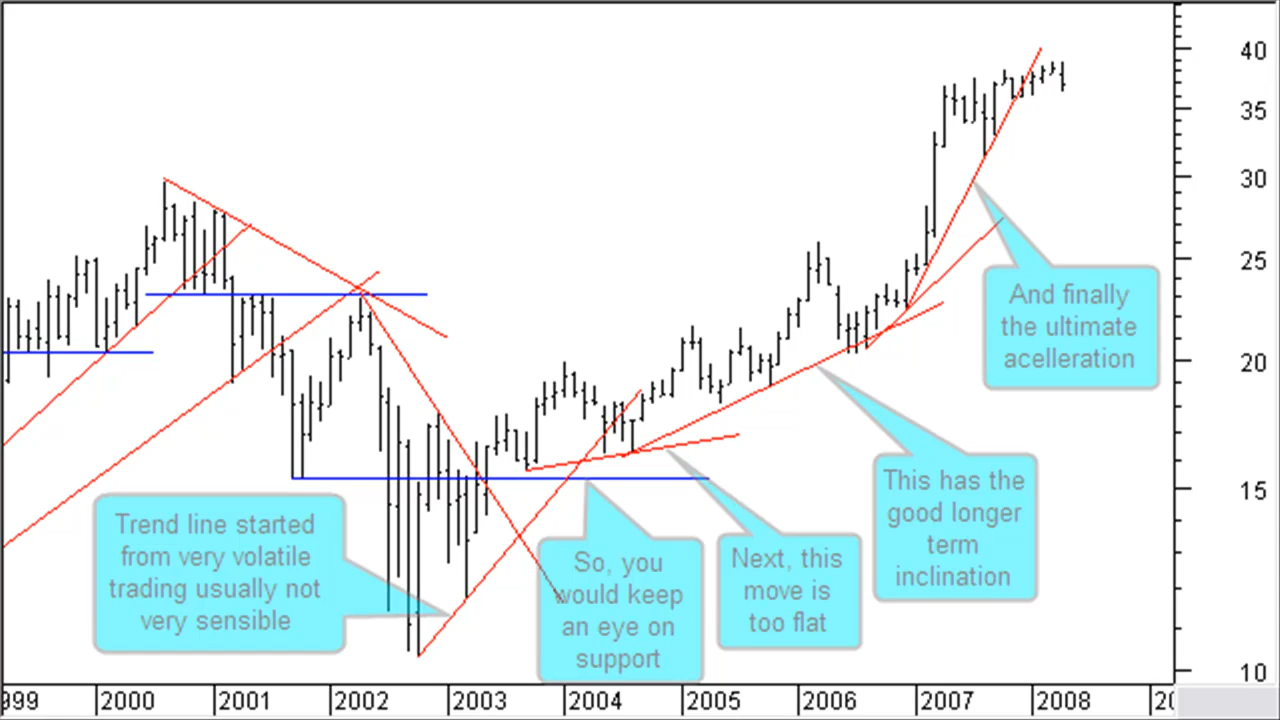 40
35
30
25
20
15
10
And finally
the ultimate
acelleration
This has the
good longer
term
inclination
Trend line started
from very volatile
trading usually not
very sensible
So, you
would keep
an eye on
support
Next, this
move is
too flat
999 2000 2001 2002 2003 2004 2005 2006 2007 2008 20